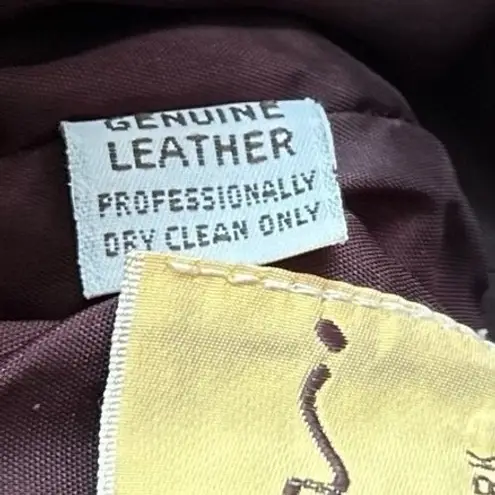 GENUINE
LEATHER
PROFESSIONALLY
DRY CLEAN ONLY